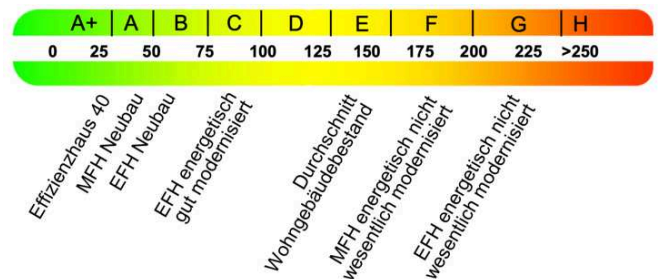 A+ A B C D E F G H
0 25 50 75 100 125 150 175 200 225 >250
Effizienzhaus 40
MFH Neubau
EFH Neubau
EFH energetisch
gut modernisiert
Durchschnitt
Wohngebäudebestand
MFH energetisch nicht
wesentlich modernisiert
EFH energetisch nicht
wesentlich modernisiert